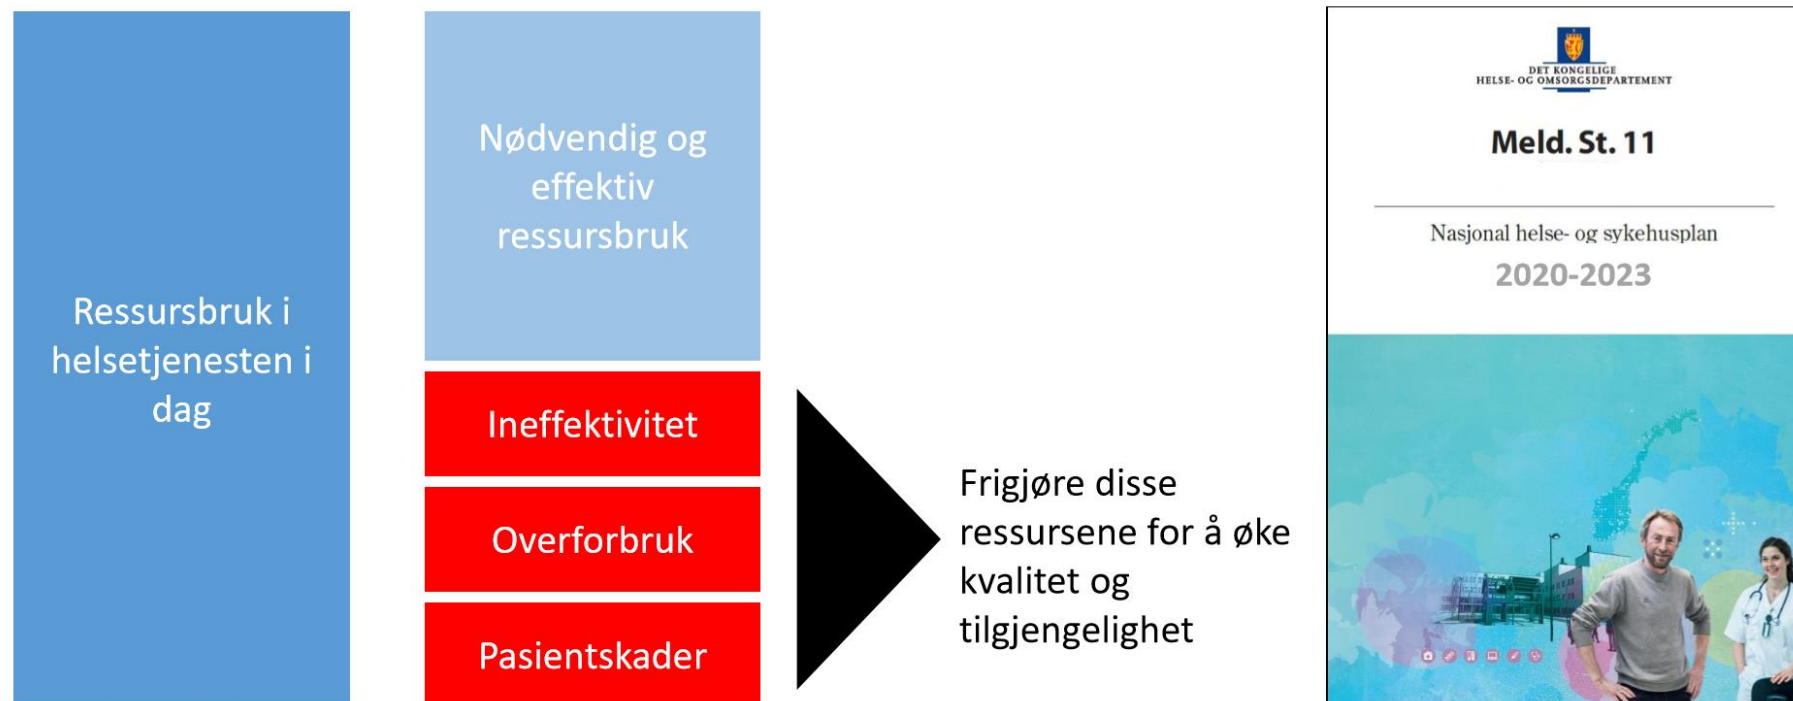 Ressursbruk i
helsetjenesten i
dag
Nødvendig og
effektiv
ressursbruk
Ineffektivitet
Overforbruk
Pasientskader
Frigjøre disse
ressursene for å øke
kvalitet og
tilgjengelighet
DET KONGELIGE
HELSE- OG OMSORGSDEPARTEMENT
Meld. St. 11
Nasjonal helse- og sykehusplan
2020-2023